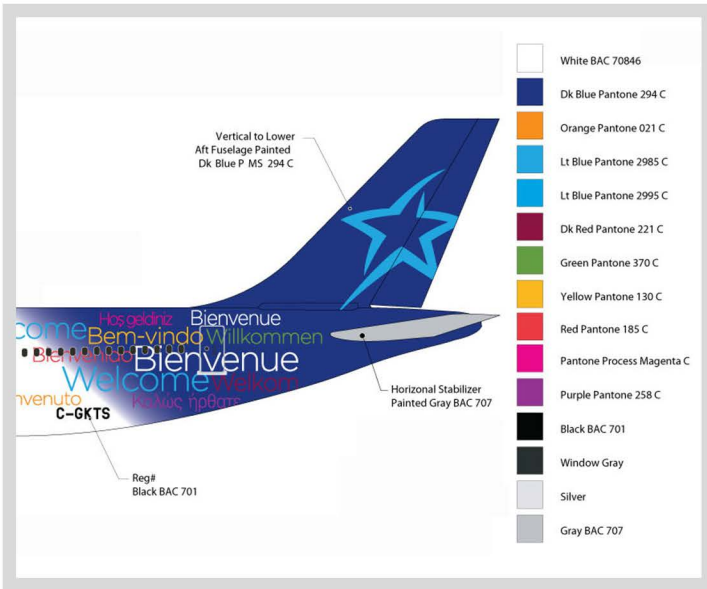 Vertical to Lower
Aft Fuselage Painted
Dk Blue P MS 294 C
come
Hoş geldiniz
Bienvenue
Bem-vindo
Willkommen
Bienvenido
Bienvenue
Welcome
Welkom
nvenuto
Καλώς ήρθατε
C-GKTS
Horizonal Stabilizer
Painted Gray BAC 707
Reg#
Black BAC 701
White BAC 70846
Dk Blue Pantone 294 C
Orange Pantone 021 C
Lt Blue Pantone 2985 C
Lt Blue Pantone 2995 C
Dk Red Pantone 221 C
Green Pantone 370 C
Yellow Pantone 130 C
Red Pantone 185 C
Pantone Process Magenta C
Purple Pantone 258 C
Black BAC 701
Window Gray
Silver
Gray BAC 707